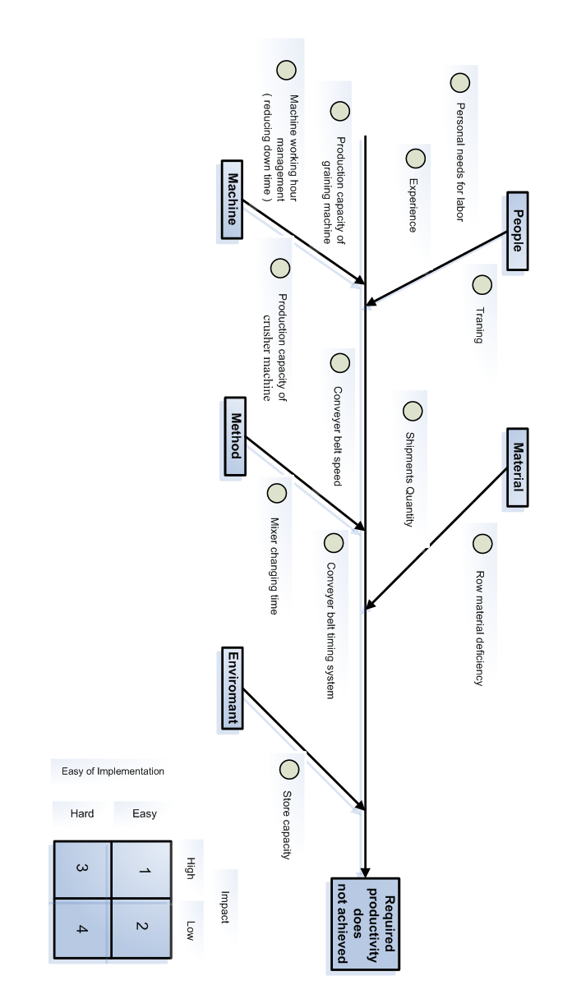 People
Material
Personal needs for labor
Experience
Traning
Shipments Quantity
Row material deficiency
Production capacity of
graining machine
Machine working hour
management
( reducing down time )
Production capacity of
crusher machine
Conveyer belt speed
Mixer changing time
Conveyer belt timing system
Store capacity
Machine
Method
Enviromant
Required
productivity
does
not achieved
Impact
High
Low
Easy of Implementation
Easy
Hard
1
2
3
4